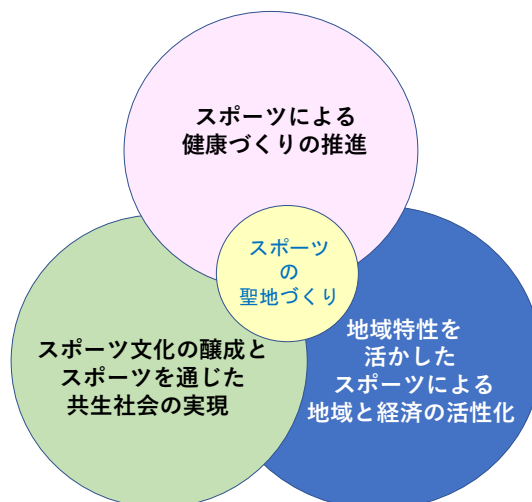 スポーツによる
健康づくりの推進
スポーツ
の
聖地づくり
スポーツ文化の醸成と
スポーツを通じた
共生社会の実現
地域特性を
活かした
スポーツによる
地域と経済の活性化